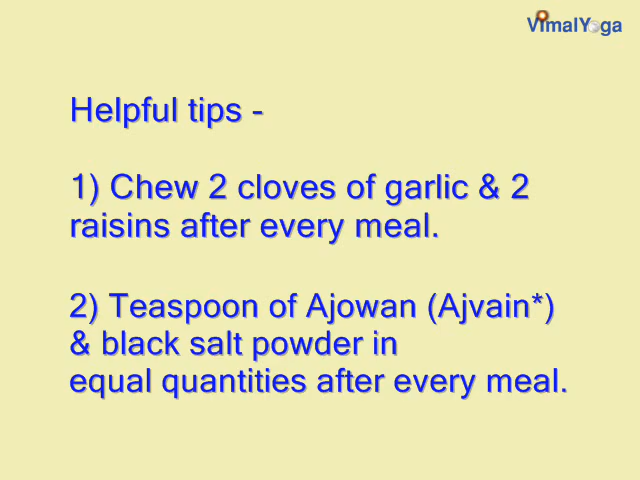 VimalYoga
Helpful tips -
1) Chew 2 cloves of garlic & 2
raisins after every meal.
2) Teaspoon of Ajowan (Ajvain*)
& black salt powder in
equal quantities after every meal.